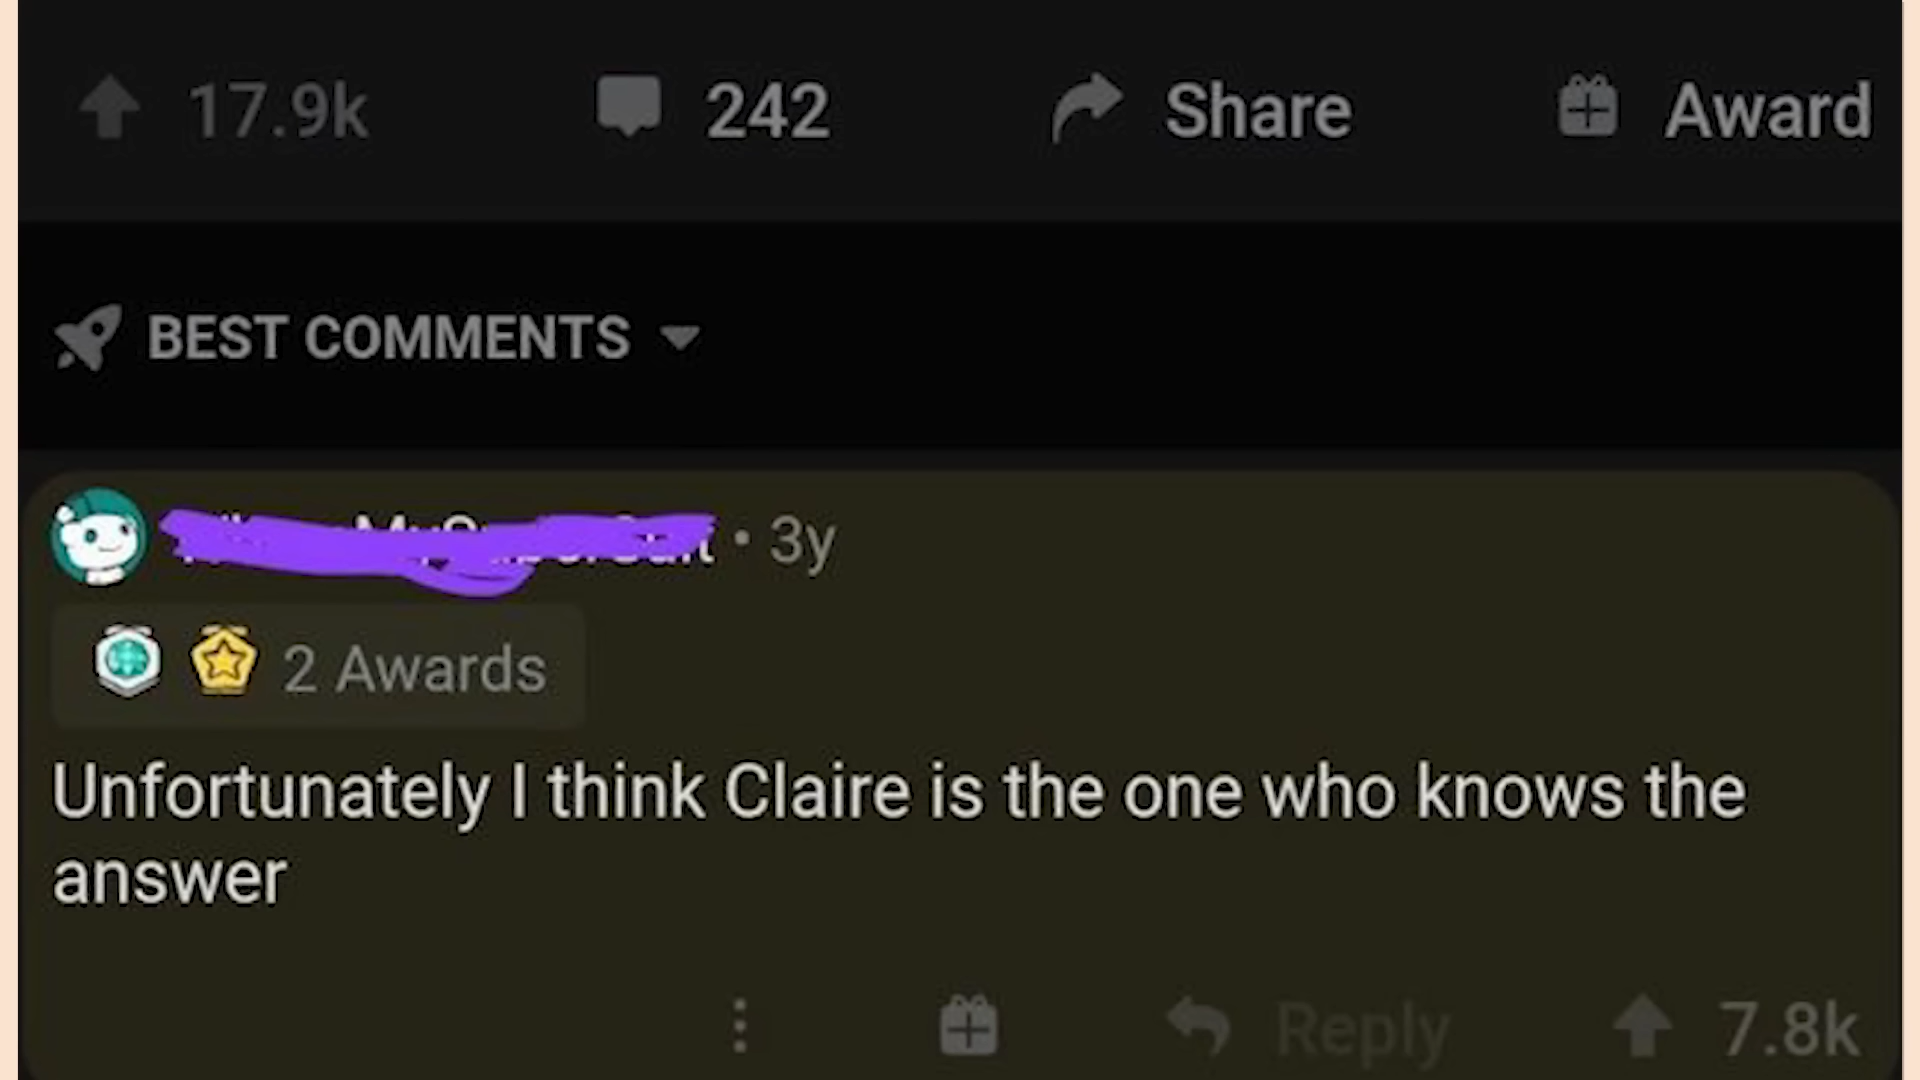 17.9k 242 Share Award
BEST COMMENTS
• 3y
2 Awards
Unfortunately I think Claire is the one who knows the
answer
Reply 7.8k